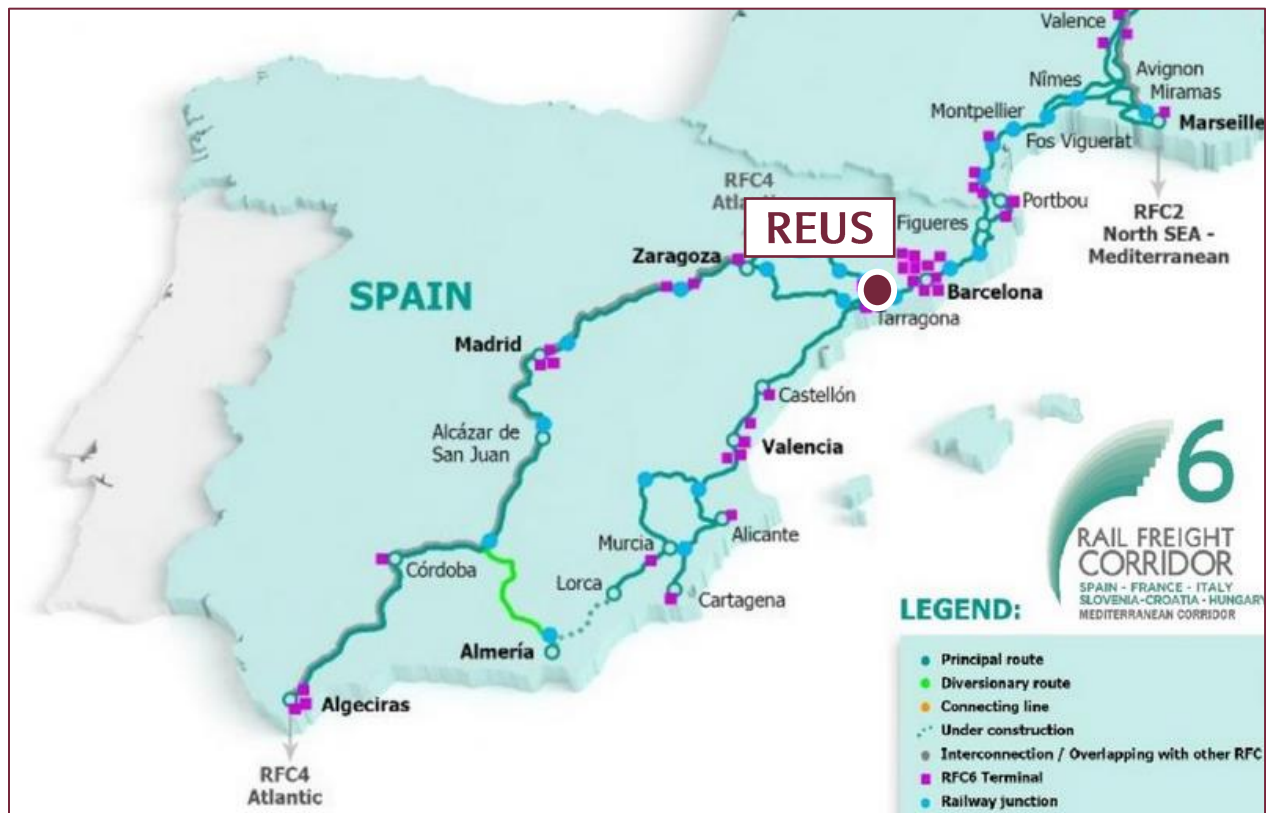 Valence
Avignon
Nîmes
Miramas
Montpellier
Marseille
Fos Viguerat
RFC4
Portbou
REUS
Figueres
RFC2
North SEA -
Mediterranean
Zaragoza
SPAIN
Barcelona
Tarragona
Madrid
Castellón
Alcázar de
San Juan
Valencia
6
Alicante
Murcia
RAIL FREIGHT
CORRIDOR
Córdoba
Lorca
SPAIN - FRANCE - ITALY
SLOVENIA-CROATIA - HUNGARY
MEDITERRANEAN CORRIDOR
Cartagena
LEGEND:
Almería
Principal route
Diversionary route
Algeciras
Connecting line
Under construction
Interconnection / Overlapping with other RFC
RFC4
Atlantic
RFC6 Terminal
Railway junction